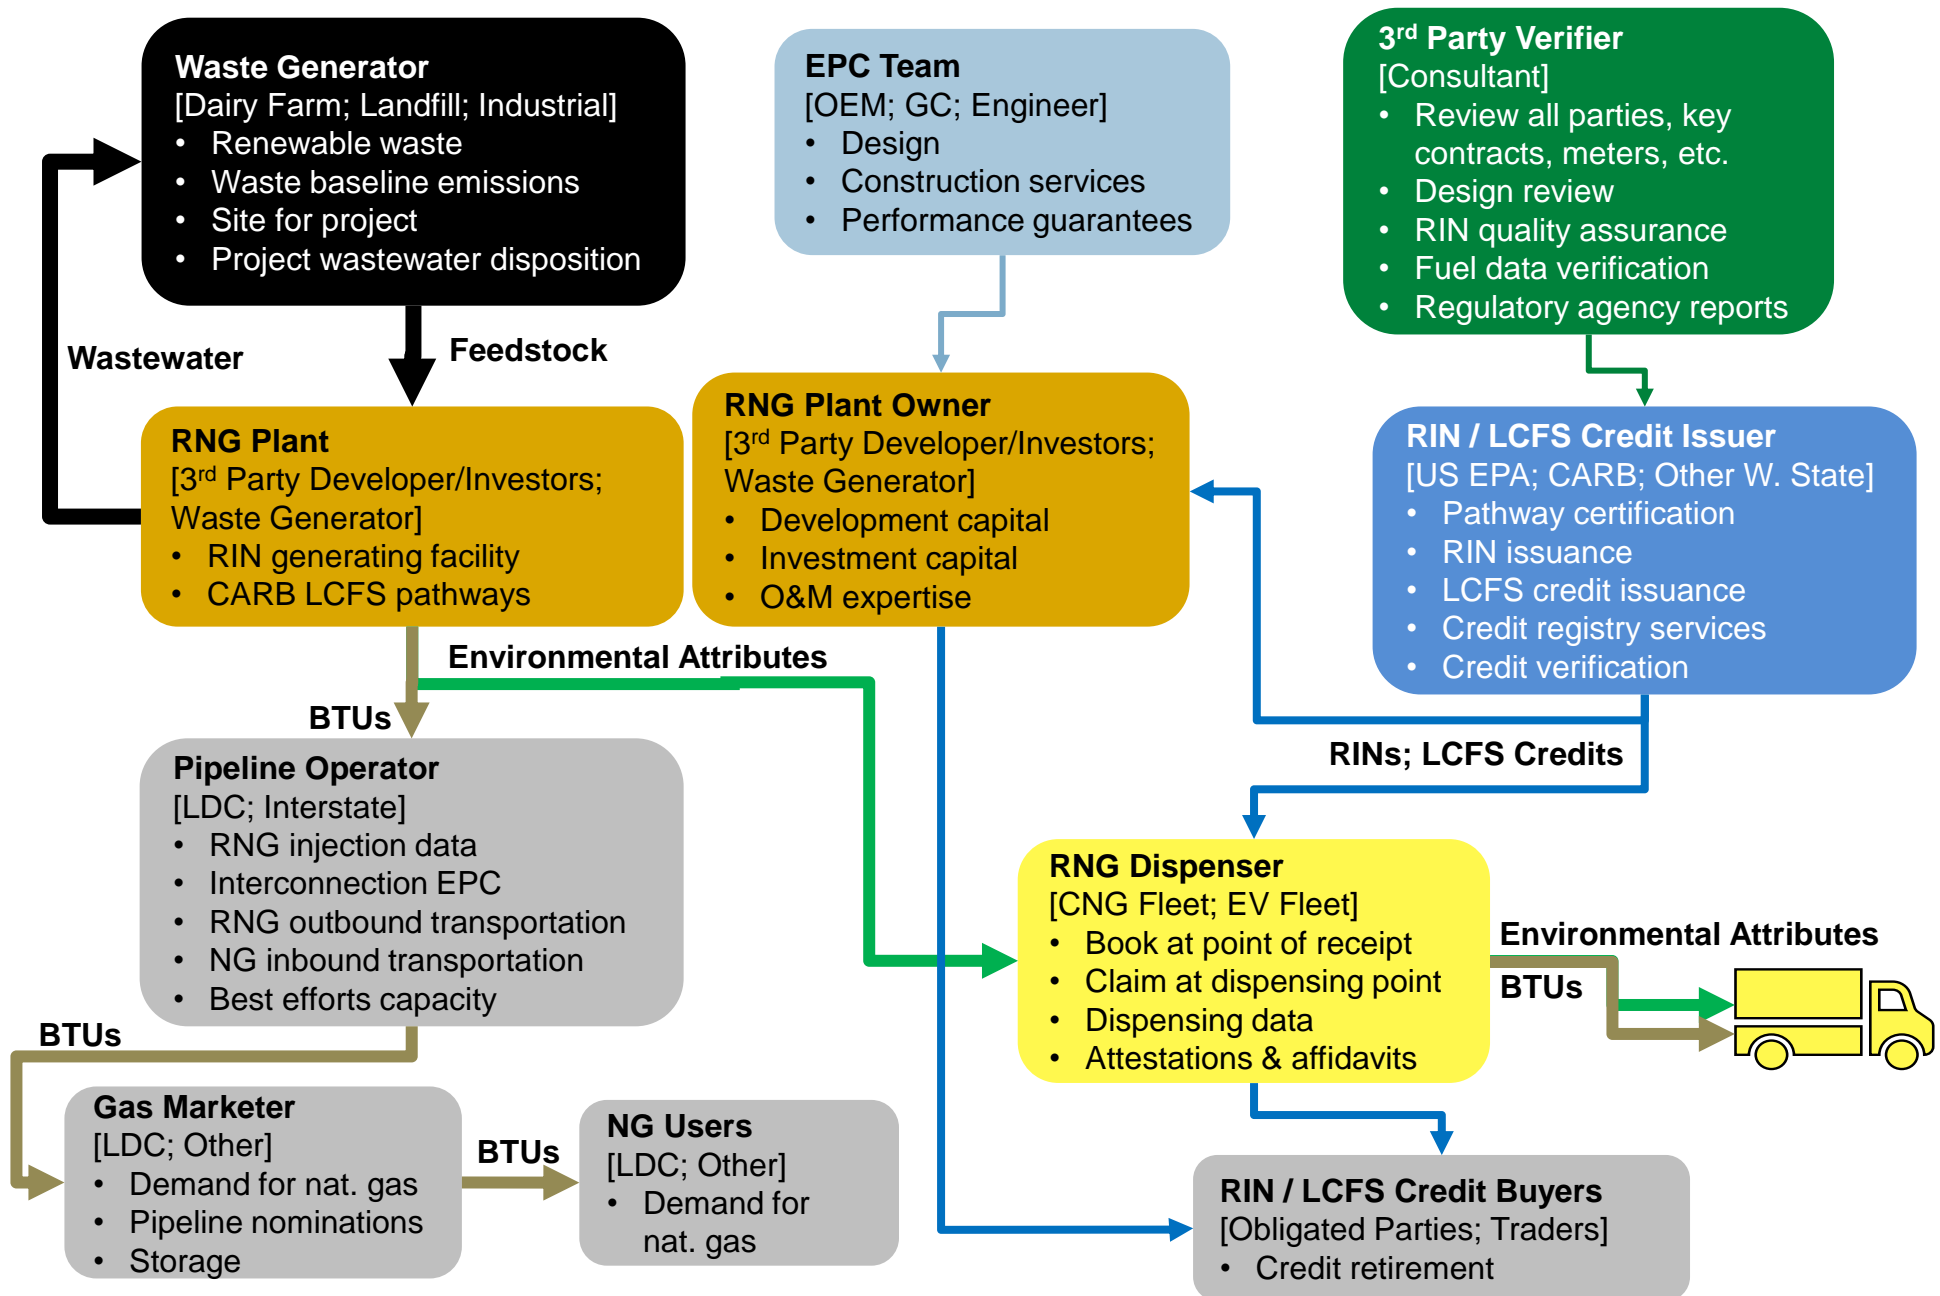 Waste Generator
[Dairy Farm; Landfill; Industrial]
• Renewable waste
• Waste baseline emissions
• Site for project
• Project wastewater disposition
EPC Team
[OEM; GC; Engineer]
• Design
• Construction services
• Performance guarantees
3rd Party Verifier
[Consultant]
• Review all parties, key
contracts, meters, etc.
• Design review
• RIN quality assurance
• Fuel data verification
• Regulatory agency reports
Wastewater
Feedstock
RNG Plant
[3rd Party Developer/Investors;
Waste Generator]
• RIN generating facility
• CARB LCFS pathways
RNG Plant Owner
[3rd Party Developer/Investors;
Waste Generator]
• Development capital
• Investment capital
• O&M expertise
RIN / LCFS Credit Issuer
[US EPA; CARB; Other W. State]
• Pathway certification
• RIN issuance
• LCFS credit issuance
• Credit registry services
• Credit verification
Environmental Attributes
BTUs
RINs; LCFS Credits
Pipeline Operator
[LDC; Interstate]
• RNG injection data
• Interconnection EPC
• RNG outbound transportation
• NG inbound transportation
• Best efforts capacity
RNG Dispenser
[CNG Fleet; EV Fleet]
• Book at point of receipt
• Claim at dispensing point
• Dispensing data
• Attestations & affidavits
Environmental Attributes
BTUs
BTUs
Gas Marketer
[LDC; Other]
• Demand for nat. gas
• Pipeline nominations
• Storage
BTUs
NG Users
[LDC; Other]
• Demand for
nat. gas
RIN / LCFS Credit Buyers
[Obligated Parties; Traders]
• Credit retirement